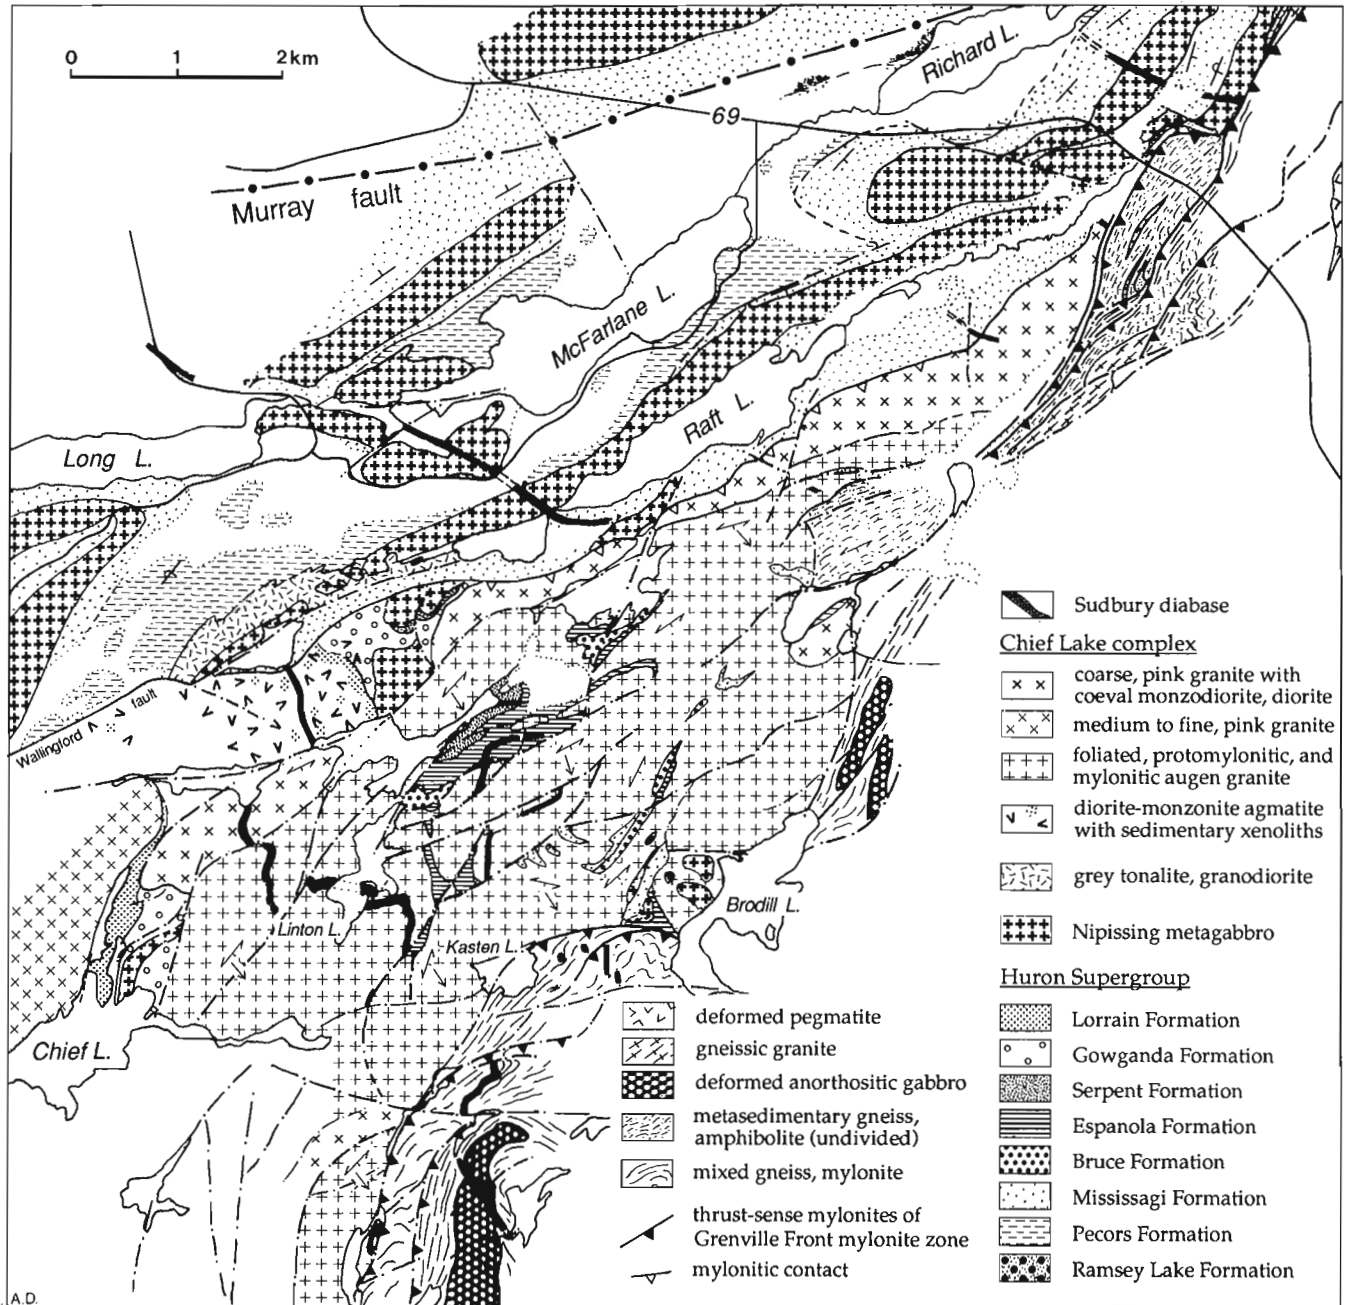 0 1 2km
Richard L.
69
Murray fault
McFarlane L.
Raft L.
Long L.
Wallinglord fault
Linton L.
Kasten L.
Brodill L.
Chief L.
A.D.
deformed pegmatite
gneissic granite
deformed anorthositic gabbro
metasedimentary gneiss,
amphibolite (undivided)
mixed gneiss, mylonite
thrust-sense mylonites of
Grenville Front mylonite zone
mylonitic contact
Sudbury diabase
Chief Lake complex
coarse, pink granite with
coeval monzodiorite, diorite
medium to fine, pink granite
foliated, protomylonitic, and
mylonitic augen granite
diorite-monzonite agmatite
with sedimentary xenoliths
grey tonalite, granodiorite
Nipissing metagabbro
Huron Supergroup
Lorrain Formation
Gowganda Formation
Serpent Formation
Espanola Formation
Bruce Formation
Mississagi Formation
Pecors Formation
Ramsey Lake Formation